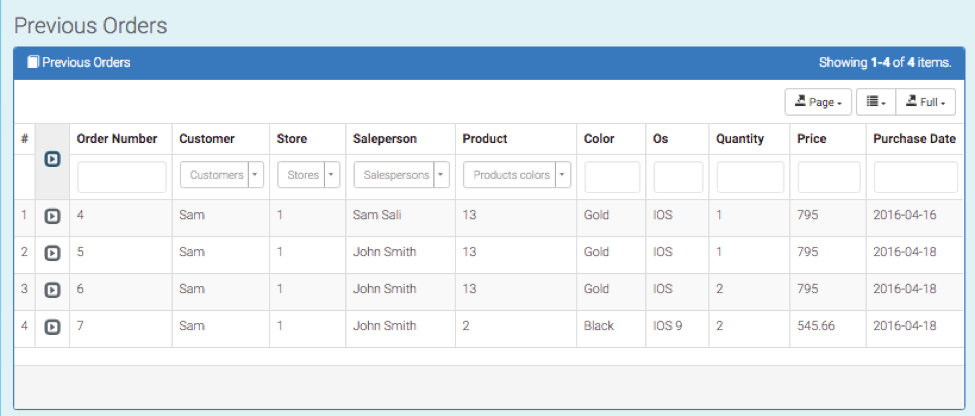 Previous Orders
Previous Orders Showing 1-4 of 4 items.
Page Full
# Order Number Customer Store Saleperson Product Color Os Quantity Price Purchase Date
Customers Stores Salespersons Products colors
1 4 Sam 1 Sam Sali 13 Gold IOS 1 795 2016-04-16
2 5 Sam 1 John Smith 13 Gold IOS 1 795 2016-04-18
3 6 Sam 1 John Smith 13 Gold IOS 2 795 2016-04-18
4 7 Sam 1 John Smith 2 Black IOS 9 2 545.66 2016-04-18